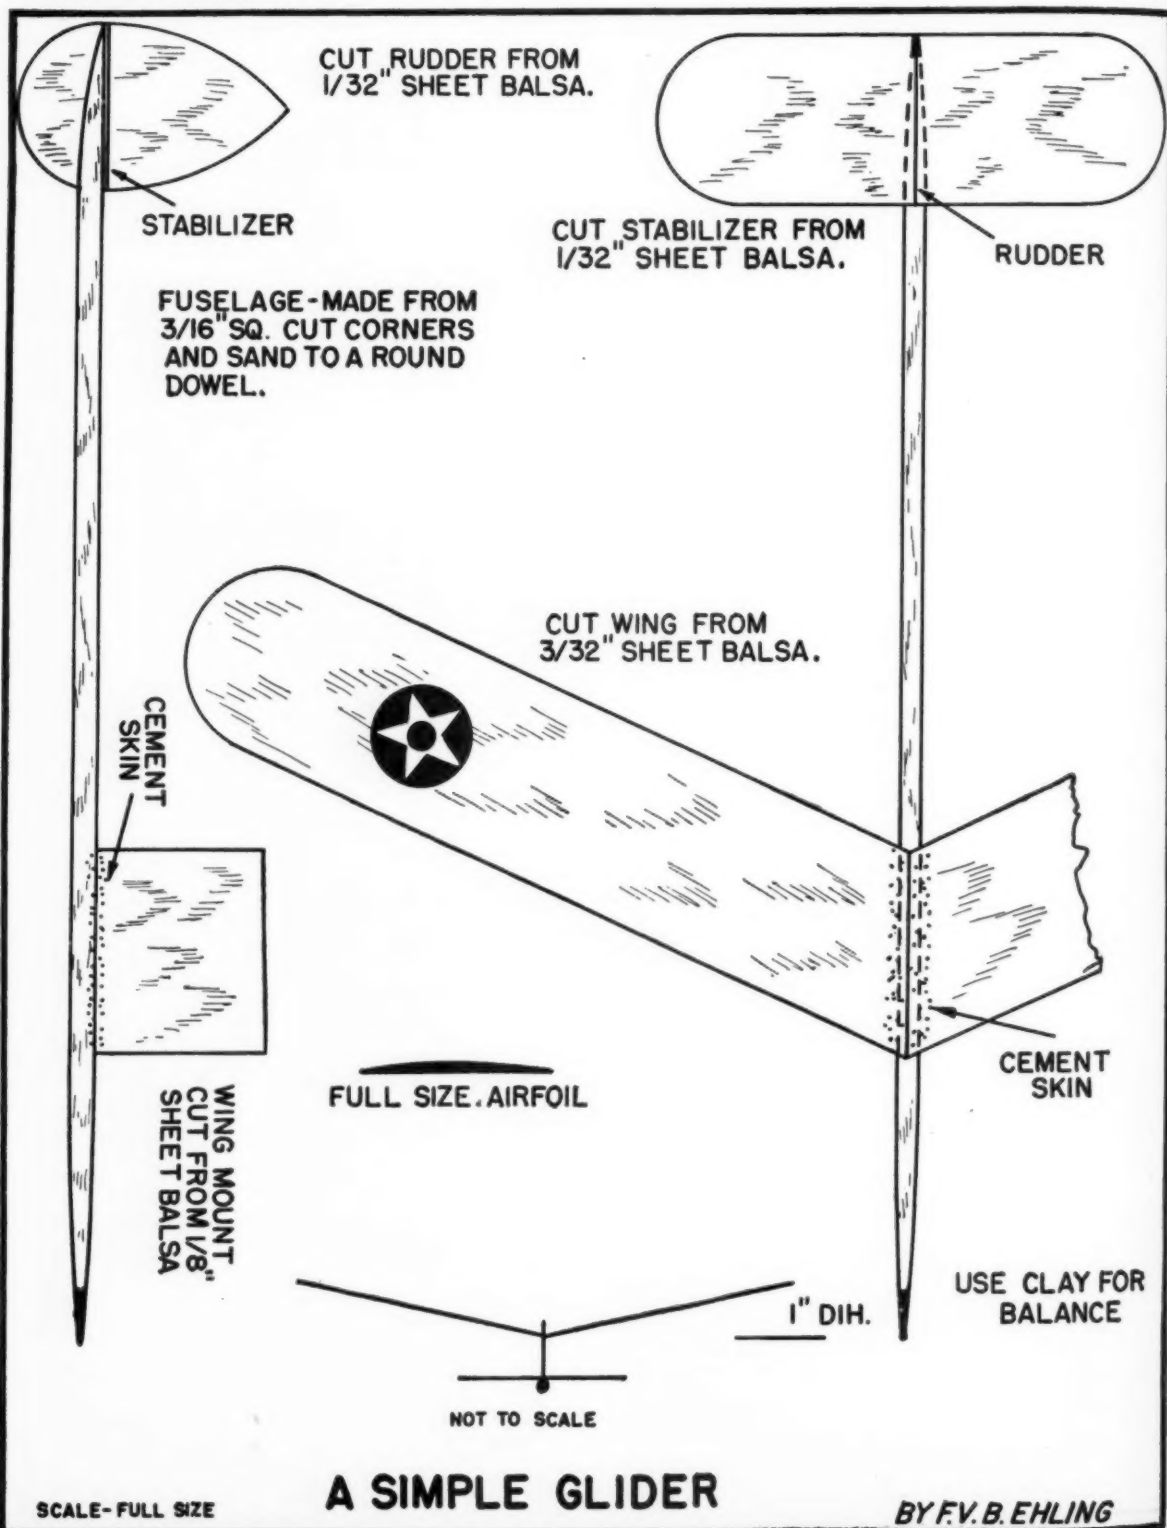 CUT RUDDER FROM
1/32" SHEET BALSA.
STABILIZER
CUT STABILIZER FROM
1/32" SHEET BALSA.
RUDDER
FUSELAGE-MADE FROM
3/16" SQ. CUT CORNERS
AND SAND TO A ROUND
DOWEL.
CUT WING FROM
3/32" SHEET BALSA.
CEMENT
SKIN
CEMENT
SKIN
FULL SIZE. AIRFOIL
WING MOUNT
CUT FROM 1/8"
SHEET BALSA
USE CLAY FOR
BALANCE
1" DIH.
NOT TO SCALE
A SIMPLE GLIDER
SCALE-FULL SIZE
BY F.V.B. EHLING